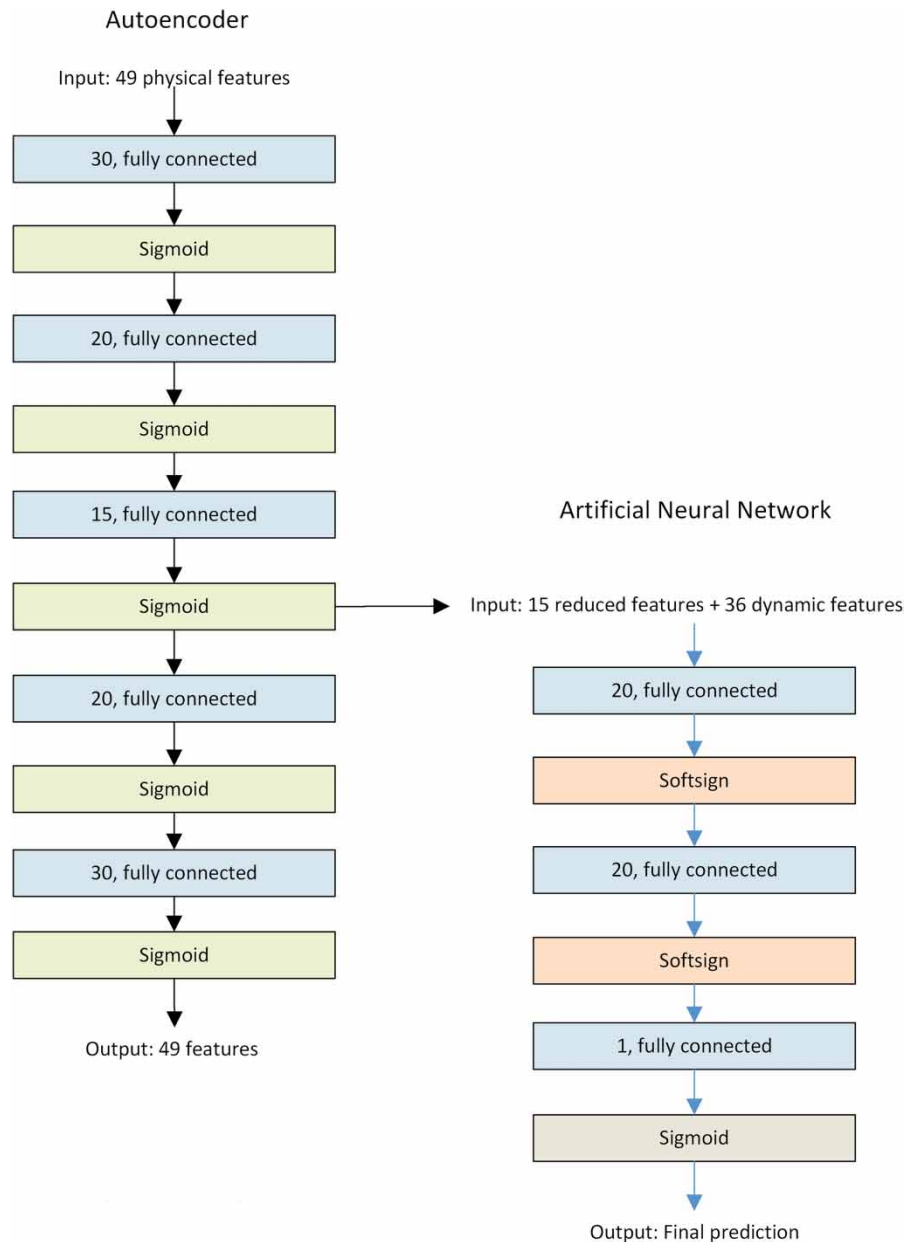 Autoencoder
Input: 49 physical features
30, fully connected
Sigmoid
20, fully connected
Sigmoid
15, fully connected
Sigmoid
20, fully connected
Sigmoid
30, fully connected
Sigmoid
Output: 49 features
Artificial Neural Network
Input: 15 reduced features + 36 dynamic features
20, fully connected
Softsign
20, fully connected
Softsign
1, fully connected
Sigmoid
Output: Final prediction